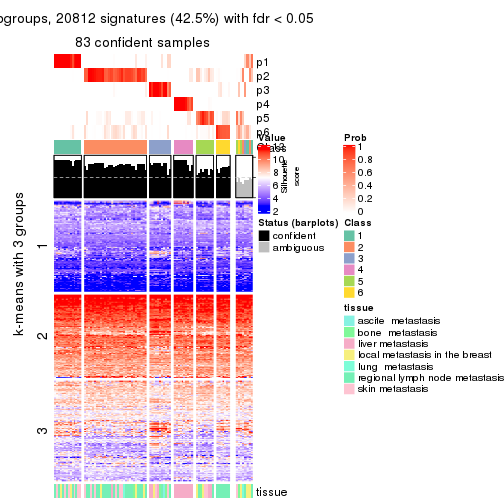 ogroups, 20812 signatures (42.5%) with fdr < 0.05
83 confident samples
p1
p2
p3
p4
p5
p6
Value
10
8
6
4
2
Silhouette
score
Prob
1
0.8
0.6
0.4
0.2
0
Status (barplots)
confident
ambiguous
Class
1
2
3
4
5
6
tissue
ascite metastasis
bone metastasis
liver metastasis
local metastasis in the breast
lung metastasis
regional lymph node metastasis
skin metastasis
k-means with 3 groups
1
2
3
tissue